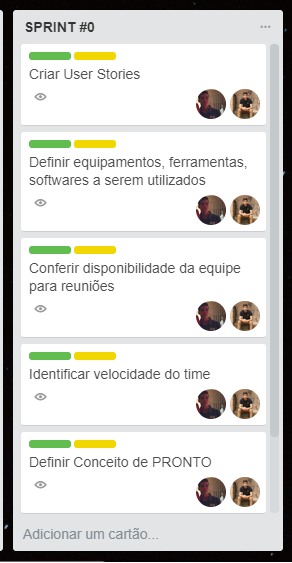 SPRINT #0
Criar User Stories
Definir equipamentos, ferramentas,
softwares a serem utilizados
Conferir disponibilidade da equipe
para reuniões
Identificar velocidade do time
Definir Conceito de PRONTO
Adicionar um cartão...